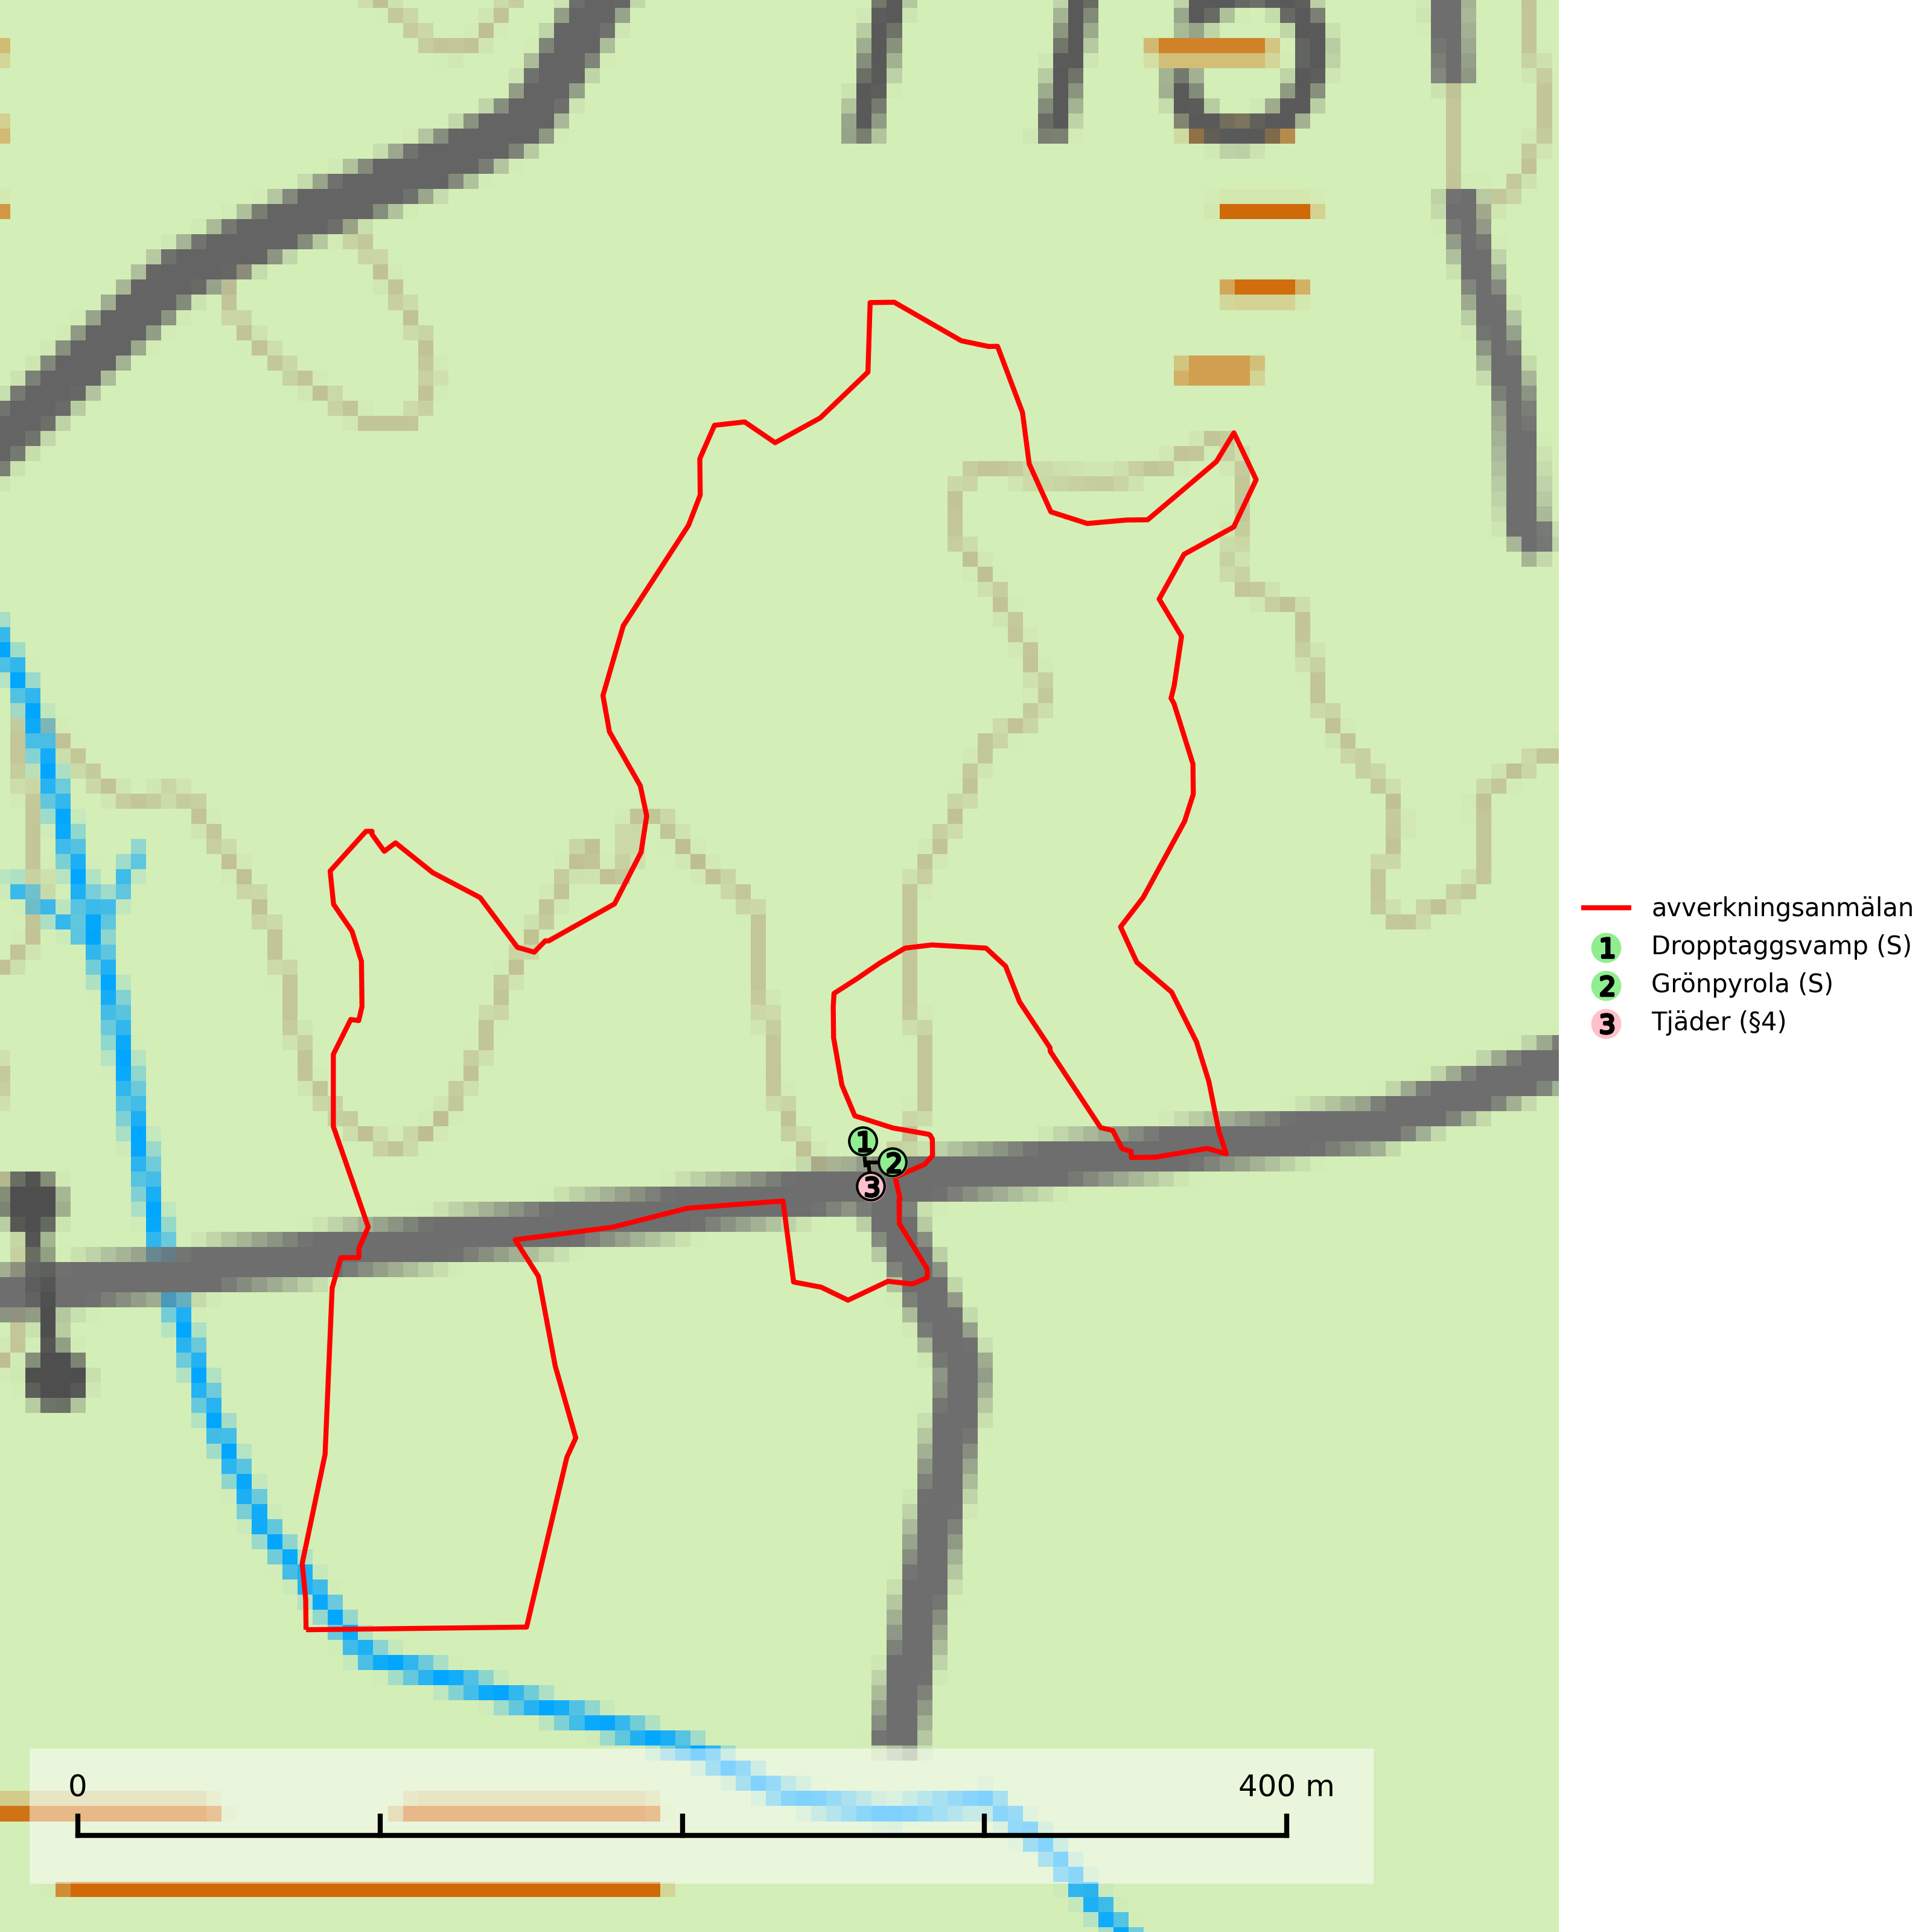 avverkningsanmälan
1 Dropptaggsvamp (S)
2 Grönpyrola (S)
3 Tjäder (§4)
1
2
3
0 400 m